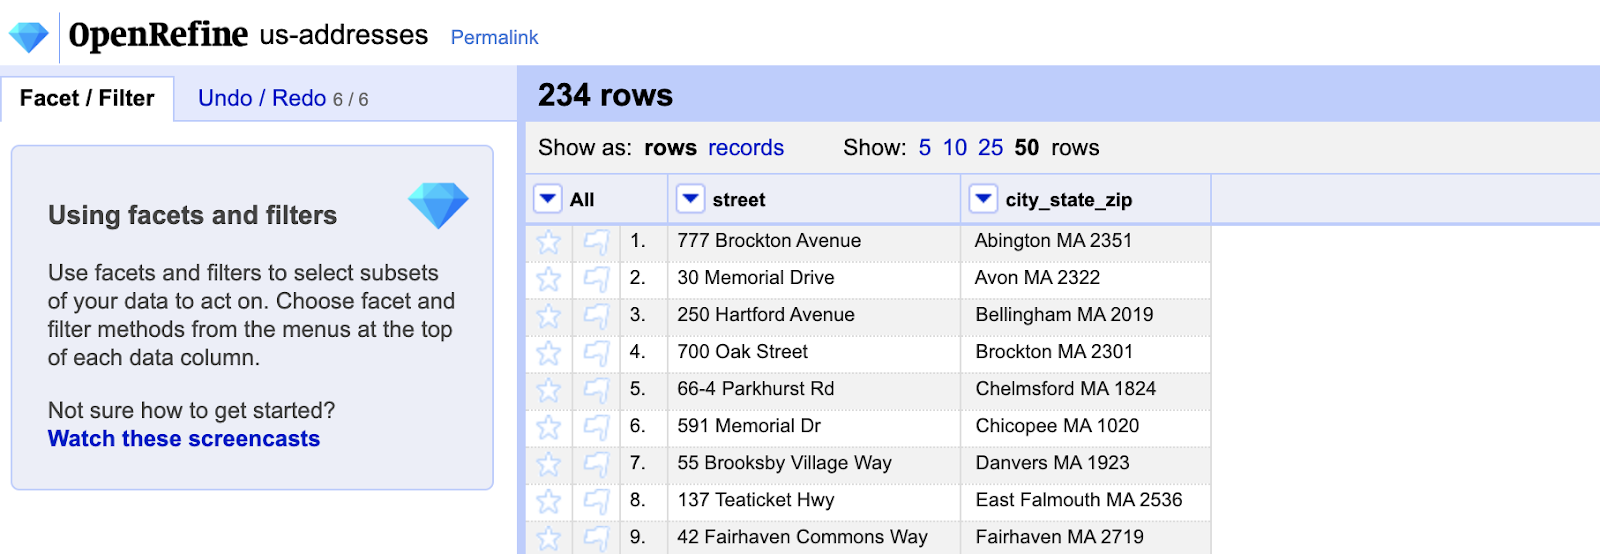 OpenRefine us-addresses Permalink
Facet / Filter Undo / Redo 6 / 6
234 rows
Using facets and filters
Use facets and filters to select subsets
of your data to act on. Choose facet and
filter methods from the menus at the top
of each data column.
Not sure how to get started?
Watch these screencasts
Show as: rows records Show: 5 10 25 50 rows
All street city_state_zip
1. 777 Brockton Avenue Abington MA 2351
2. 30 Memorial Drive Avon MA 2322
3. 250 Hartford Avenue Bellingham MA 2019
4. 700 Oak Street Brockton MA 2301
5. 66-4 Parkhurst Rd Chelmsford MA 1824
6. 591 Memorial Dr Chicopee MA 1020
7. 55 Brooksby Village Way Danvers MA 1923
8. 137 Teaticket Hwy East Falmouth MA 2536
9. 42 Fairhaven Commons Way Fairhaven MA 2719